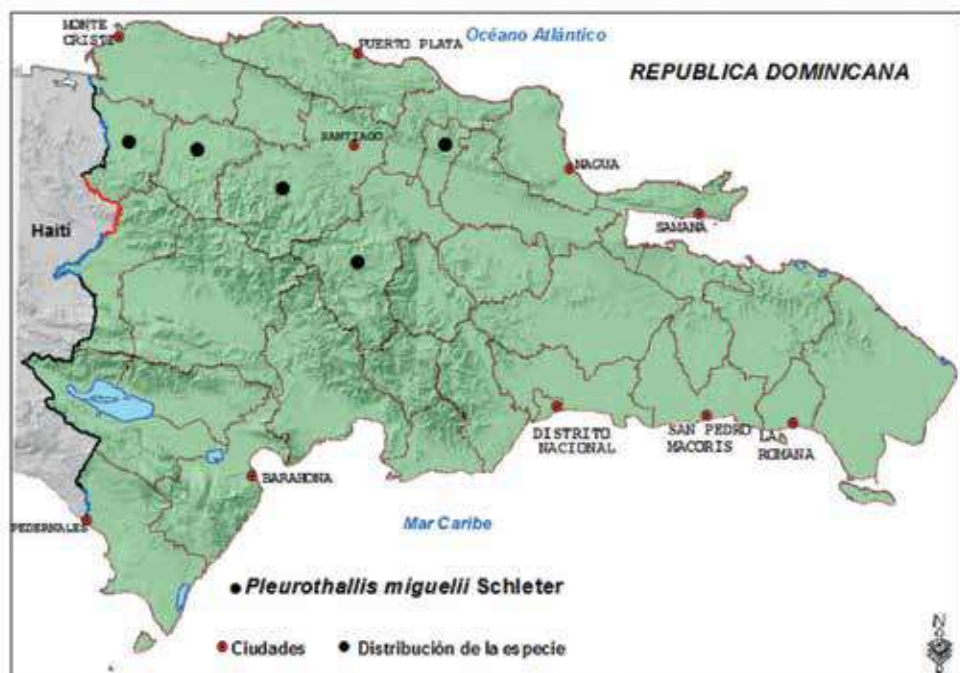 MONTE
CRISTI
PUERTO PLATA
Océano Atlántico
REPUBLICA DOMINICANA
SANTIAGO
NAGUA
SAMANA
Haití
DISTRITO
NACIONAL
SAN PEDRO
MACORIS
LA
ROMANA
BARAHONA
PEDERNALES
Mar Caribe
Pleurothallis miguelii Schleter
Ciudades
Distribución de la especie
N